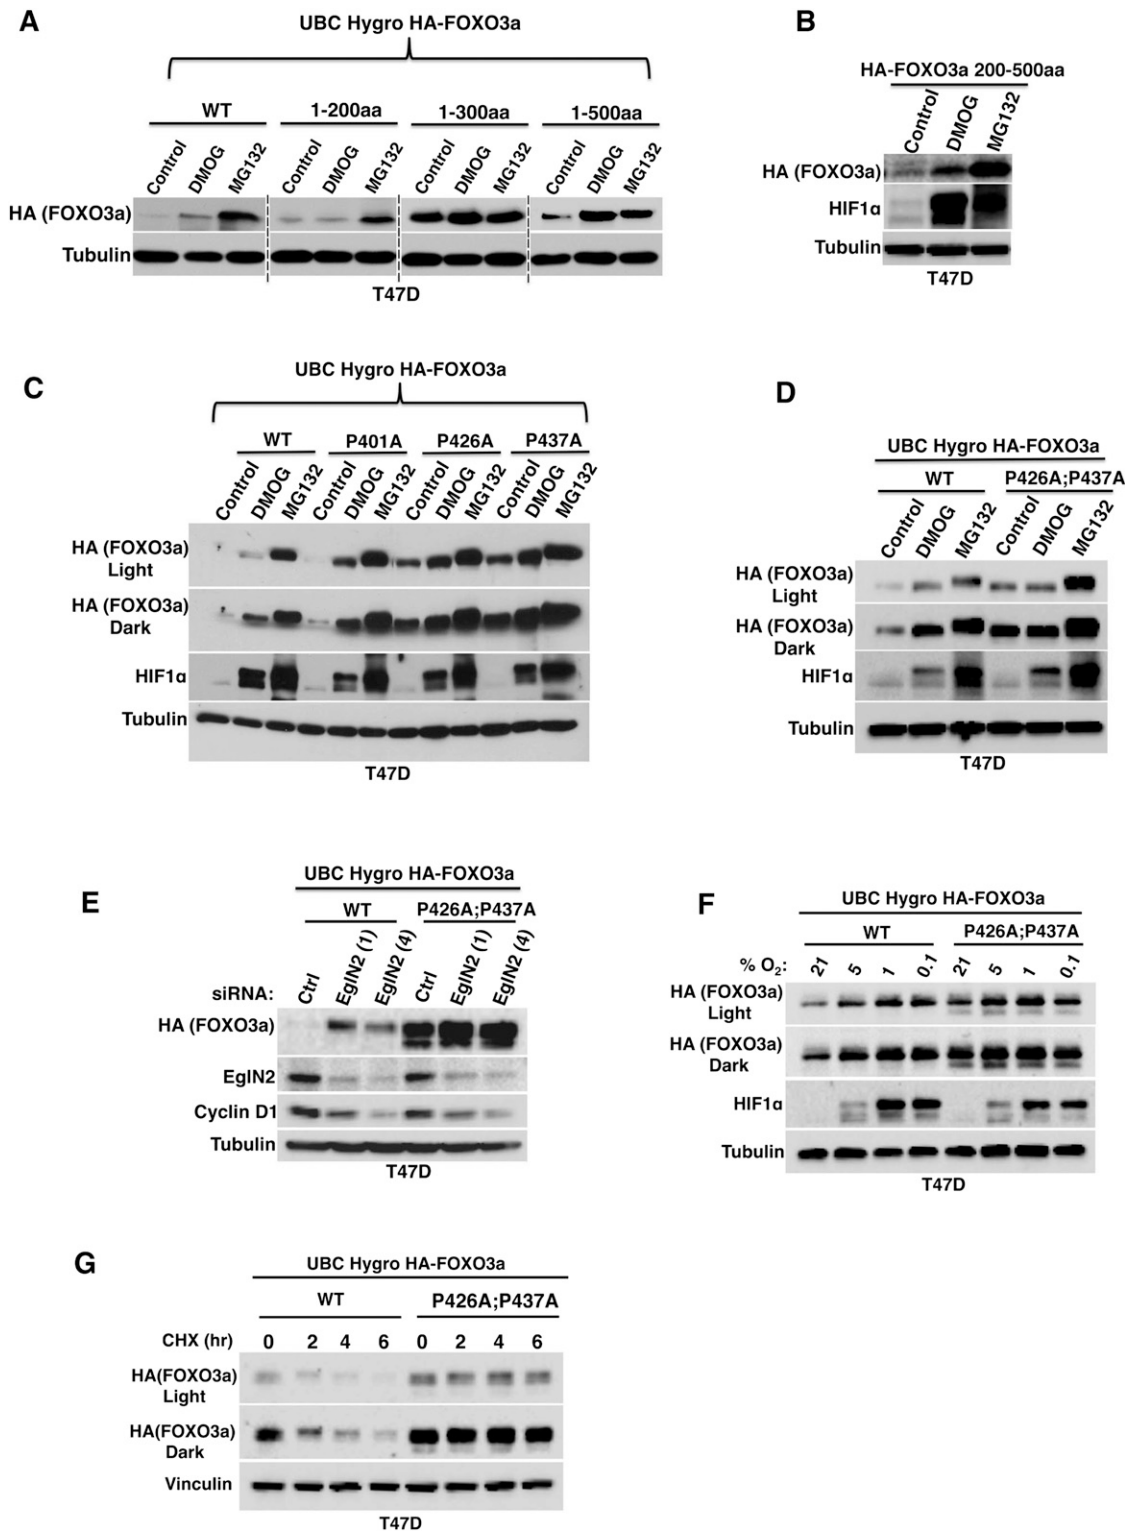 A
UBC Hygro HA-FOXO3a
WT 1-200aa 1-300aa 1-500aa
Control DMOG MG132 Control DMOG MG132 Control DMOG MG132 Control DMOG MG132
HA (FOXO3a)
Tubulin
T47D
B
HA-FOXO3a 200-500aa
Control DMOG MG132
HA (FOXO3a)
HIF1α
Tubulin
T47D
C
UBC Hygro HA-FOXO3a
WT P401A P426A P437A
Control DMOG MG132 Control DMOG MG132 Control DMOG MG132 Control DMOG MG132
HA (FOXO3a)
Light
HA (FOXO3a)
Dark
HIF1α
Tubulin
T47D
D
UBC Hygro HA-FOXO3a
WT P426A;P437A
Control DMOG MG132 Control DMOG MG132
HA (FOXO3a)
Light
HA (FOXO3a)
Dark
HIF1α
Tubulin
T47D
E
UBC Hygro HA-FOXO3a
WT P426A;P437A
siRNA: Ctrl EglN2 (1) EglN2 (4) Ctrl EglN2 (1) EglN2 (4)
HA (FOXO3a)
EglN2
Cyclin D1
Tubulin
T47D
F
UBC Hygro HA-FOXO3a
WT P426A;P437A
% O₂: 21 5 1 0.1 21 5 1 0.1
HA (FOXO3a)
Light
HA (FOXO3a)
Dark
HIF1α
Tubulin
T47D
G
UBC Hygro HA-FOXO3a
WT P426A;P437A
CHX (hr) 0 2 4 6 0 2 4 6
HA(FOXO3a)
Light
HA(FOXO3a)
Dark
Vinculin
T47D